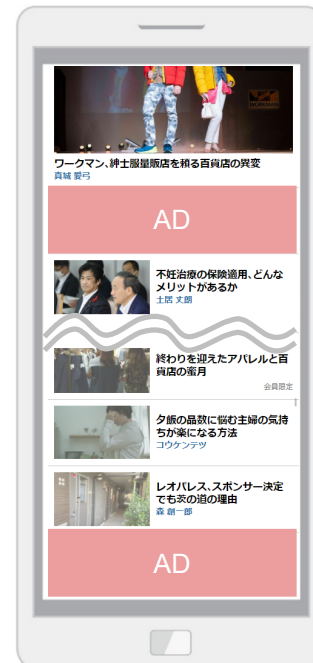 ワークマン、紳士服量販店を頼る百貨店の異変
真城 愛弓
AD
不妊治療の保険適用、どんな
メリットがあるか
土居 丈朗
終わりを迎えたアパレルと百
貨店の蜜月
会員限定
夕飯の品数に悩む主婦の気持
ちが楽になる方法
コウケンテツ
レオパレス、スポンサー決定
でも茨の道の理由
森 創一郎
AD